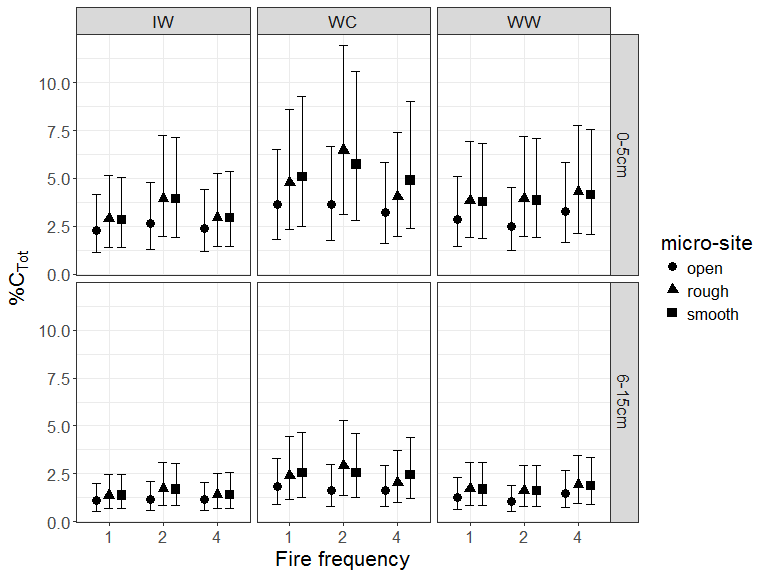 IW WC WW
10.0
7.5
5.0
2.5
0.0
0-5cm
10.0
7.5
5.0
2.5
0.0
6-15cm
%CTot
1 2 4 1 2 4 1 2 4
Fire frequency
micro-site
open
rough
smooth